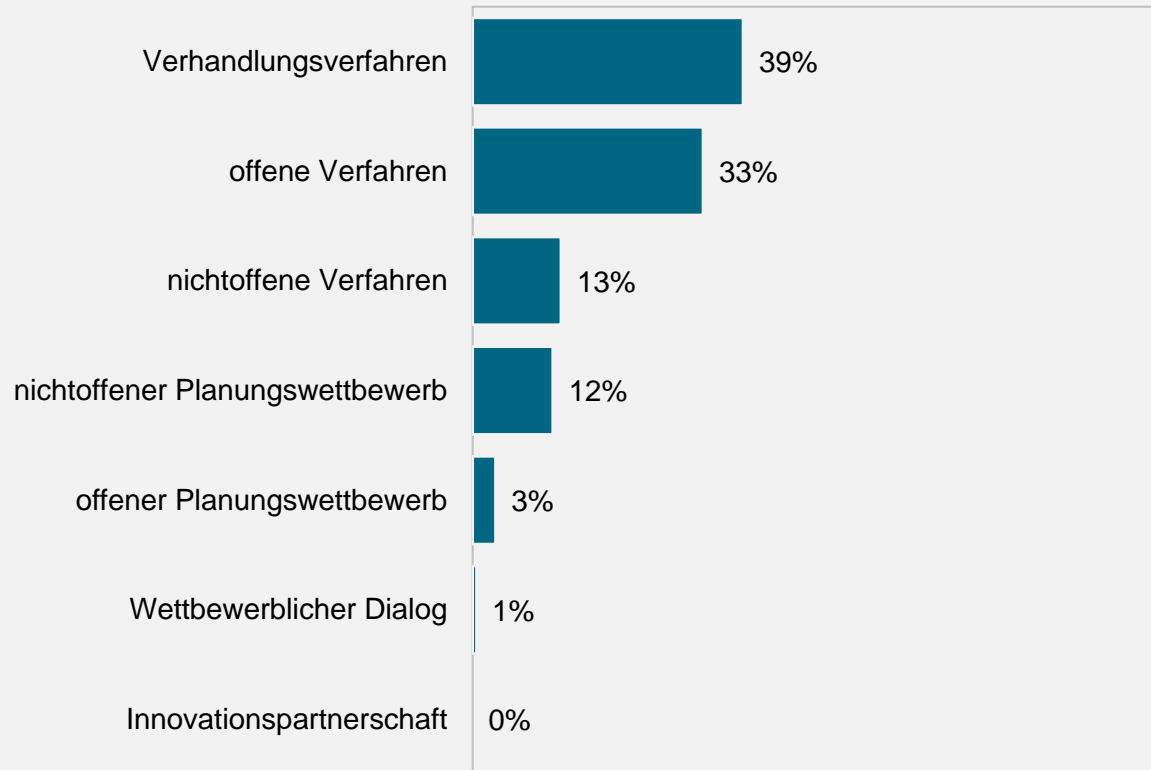 Verhandlungsverfahren 39%
offene Verfahren 33%
nichtoffene Verfahren 13%
nichtoffener Planungswettbewerb 12%
offener Planungswettbewerb 3%
Wettbewerblicher Dialog 1%
Innovationspartnerschaft 0%